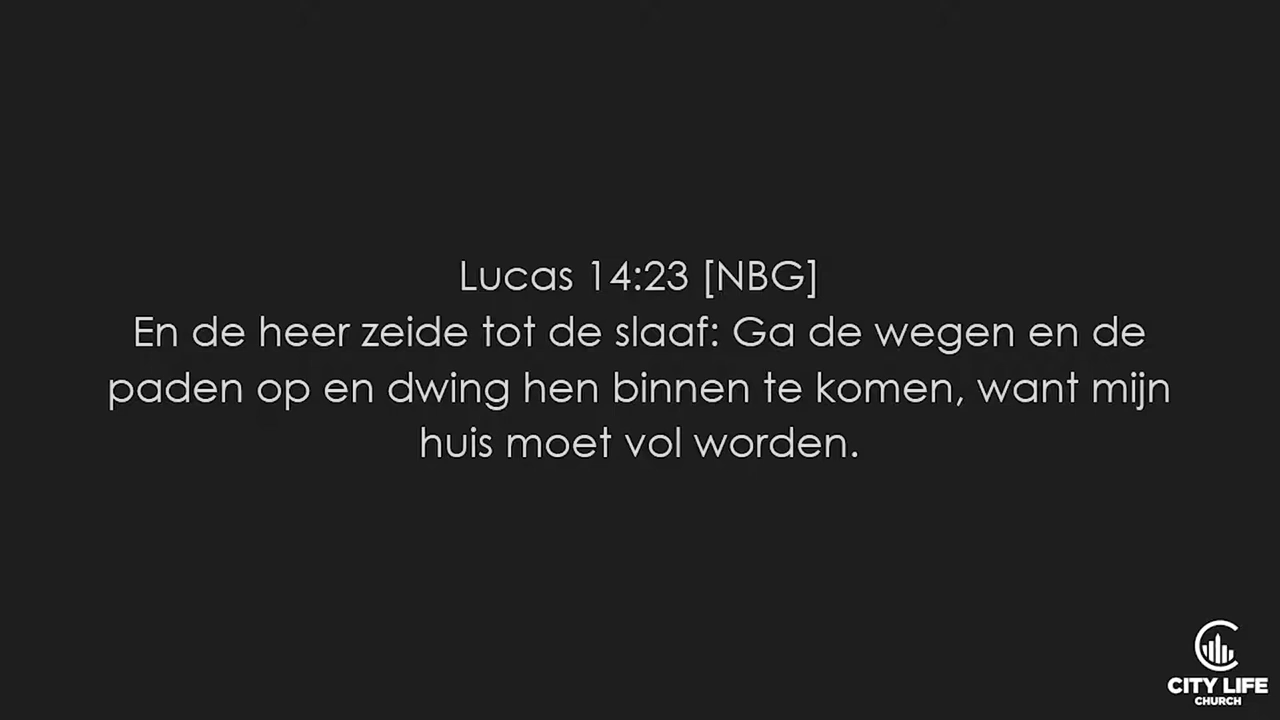 Lucas 14:23 [NBG]
En de heer zeide tot de slaaf: Ga de wegen en de
paden op en dwing hen binnen te komen, want mijn
huis moet vol worden.
CITY LIFE
CHURCH